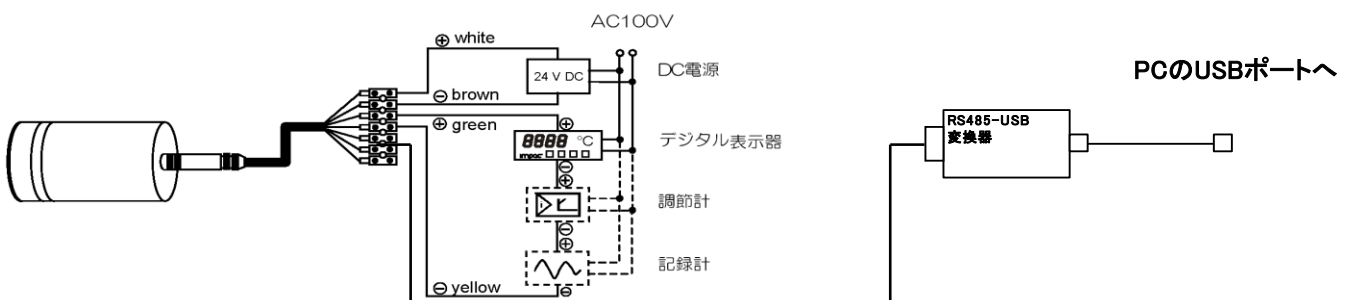 AC100V
⊕ white
24 V DC
DC電源
⊖ brown
⊕ green
8888 °C
impac
デジタル表示器
調節計
記録計
⊖ yellow
PCのUSBポートへ
RS485-USB
変換器